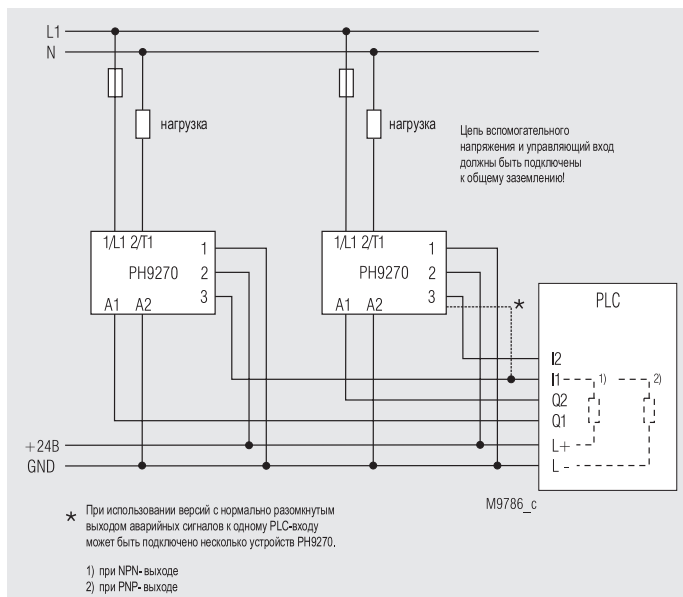 L1
N
нагрузка
нагрузка
Цепь вспомогательного
напряжения и управляющий вход
должны быть подключены
к общему заземлению!
1/L1 2/T1
1
PH9270
2
3
A1 A2
1/L1 2/T1
1
PH9270
2
3
A1 A2
*
PLC
I2
I1
1)
2)
Q2
Q1
L+
L -
+24В
GND
M9786_c
* При использовании версий с нормально разомкнутым
выходом аварийных сигналов к одному PLC-входу
может быть подключено несколько устройств PH9270.
1) при NPN- выходе
2) при PNP- выходе